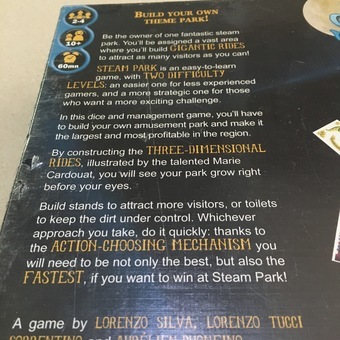 BUILD YOUR OWN
THEME PARK!
2-4
10+
60mn
Be the owner of one fantastic steam
park. You'll be assigned a vast area
where you'll build GIGANTIC RIDES
to attract as many visitors as you can!
STEAM PARK is an easy-to-learn
game, with TWO DIFFICULTY
LEVELS: an easier one for less experienced
gamers, and a more strategic one for those
who want a more exciting challenge.
In this dice and management game, you'll have
to build your own amusement park and make it
the largest and most profitable in the region.
By constructing the THREE-DIMENSIONAL
RIDES, illustrated by the talented Marie
Cardouat, you will see your park grow right
before your eyes.
Build stands to attract more visitors, or toilets
to keep the dirt under control. Whichever
approach you take, do it quickly: thanks to
the ACTION-CHOOSING MECHANISM you
will need to be not only the best, but also the
FASTEST, if you want to win at Steam Park!
A game by LORENZO SILVA, LORENZO TUCCI
SORRENTINO and AURÉLIEN BUONFINO